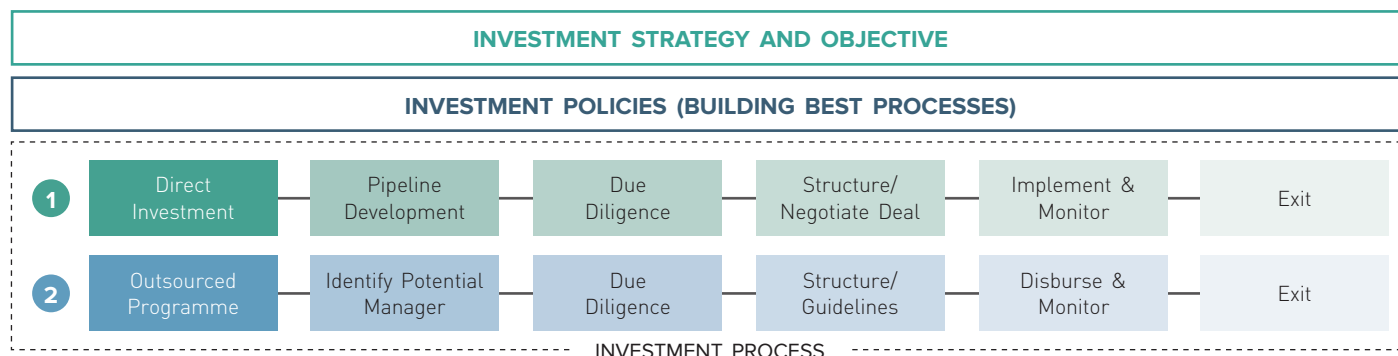 INVESTMENT STRATEGY AND OBJECTIVE
INVESTMENT POLICIES (BUILDING BEST PROCESSES)
1
Direct
Investment
Pipeline
Development
Due
Diligence
Structure/
Negotiate Deal
Implement &
Monitor
Exit
2
Outsourced
Programme
Identify Potential
Manager
Due
Diligence
Structure/
Guidelines
Disburse &
Monitor
Exit
INVESTMENT PROCESS